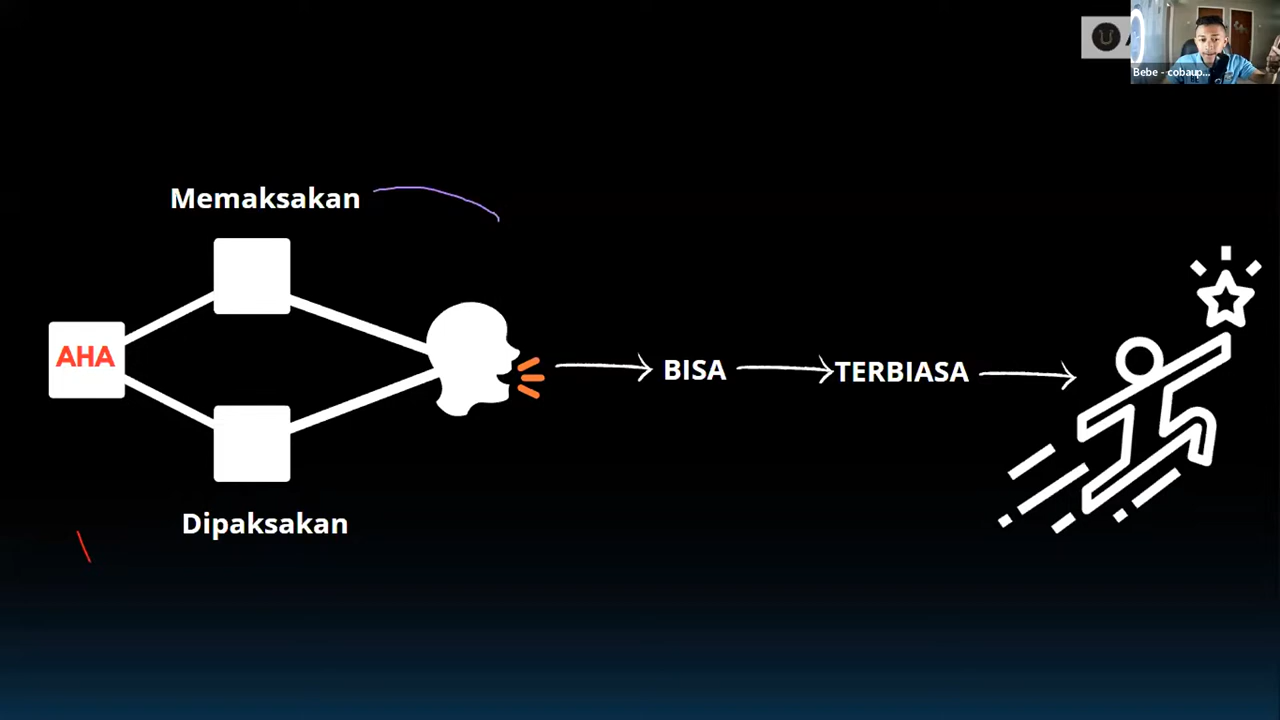 Bebe - cobaup...
Memaksakan
AHA
BISA
TERBIASA
Dipaksakan